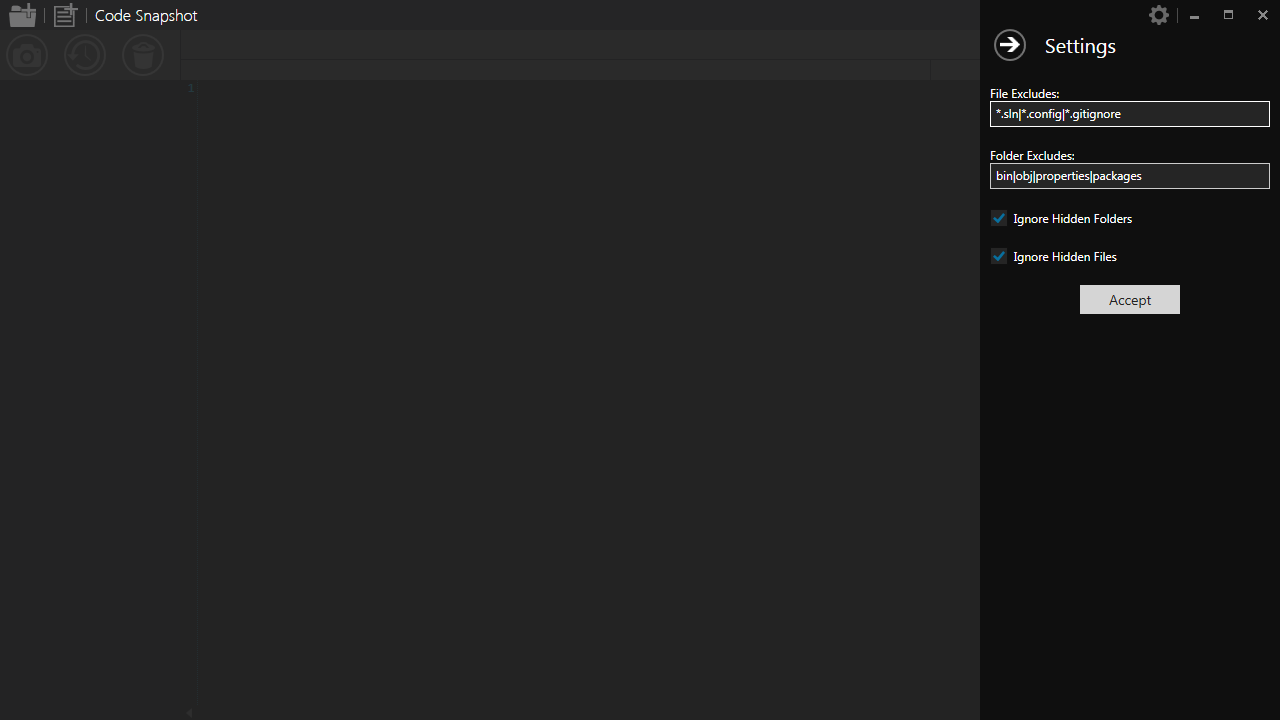 Code Snapshot
Settings
File Excludes:
*.sln|*.config|*.gitignore
Folder Excludes:
bin|obj|properties|packages
Ignore Hidden Folders
Ignore Hidden Files
Accept
1